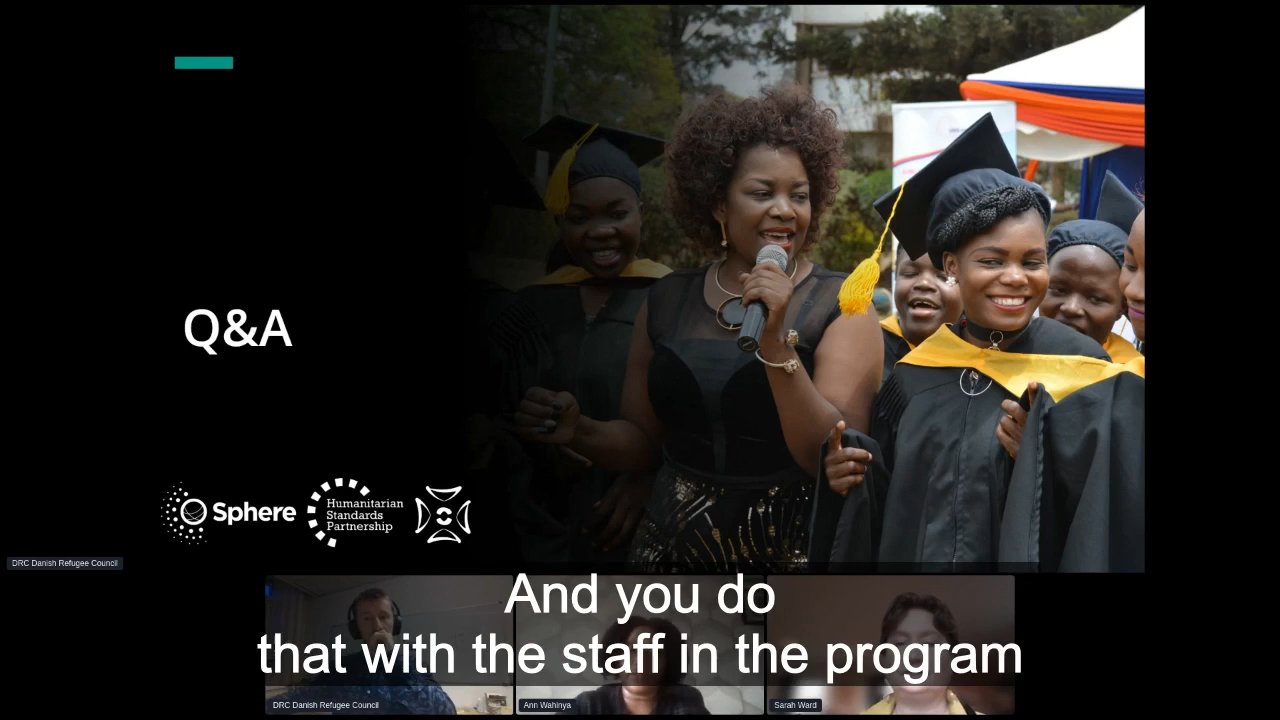 Q&A
Sphere
Humanitarian
Standards
Partnership
DRC Danish Refugee Council
And you do
that with the staff in the program
DRC Danish Refugee Council
Ann Wahinya
Sarah Ward